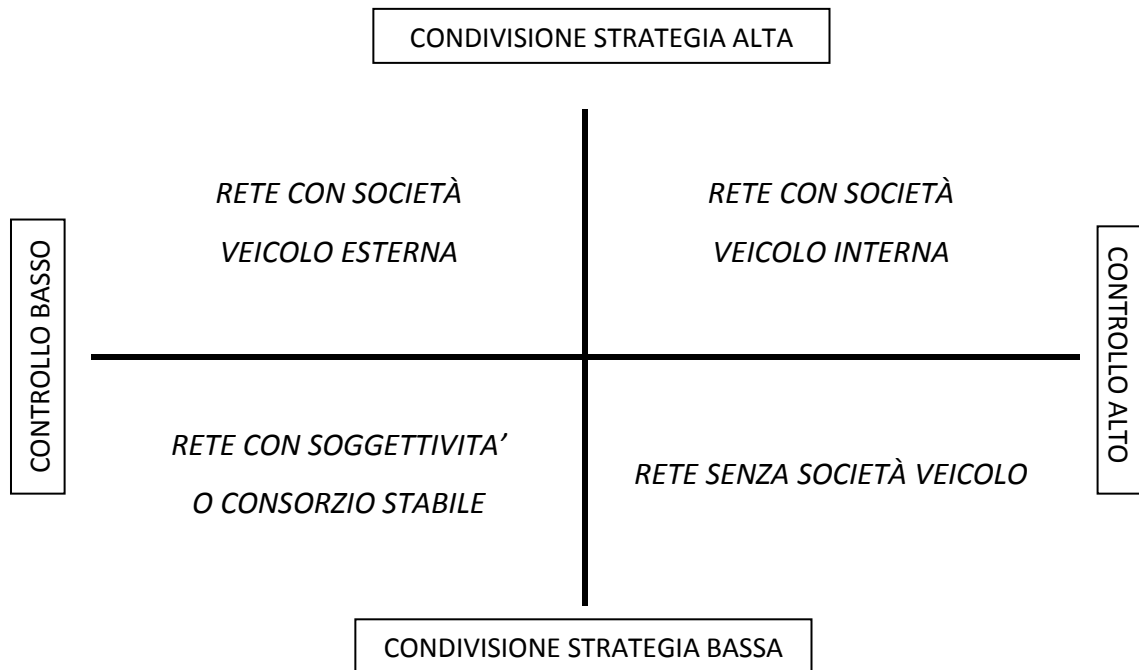 CONDIVISIONE STRATEGIA ALTA
RETE CON SOCIETÀ
VEICOLO ESTERNA
RETE CON SOCIETÀ
VEICOLO INTERNA
CONTROLLO BASSO
CONTROLLO ALTO
RETE CON SOGGETTIVITA’
O CONSORZIO STABILE
RETE SENZA SOCIETÀ VEICOLO
CONDIVISIONE STRATEGIA BASSA